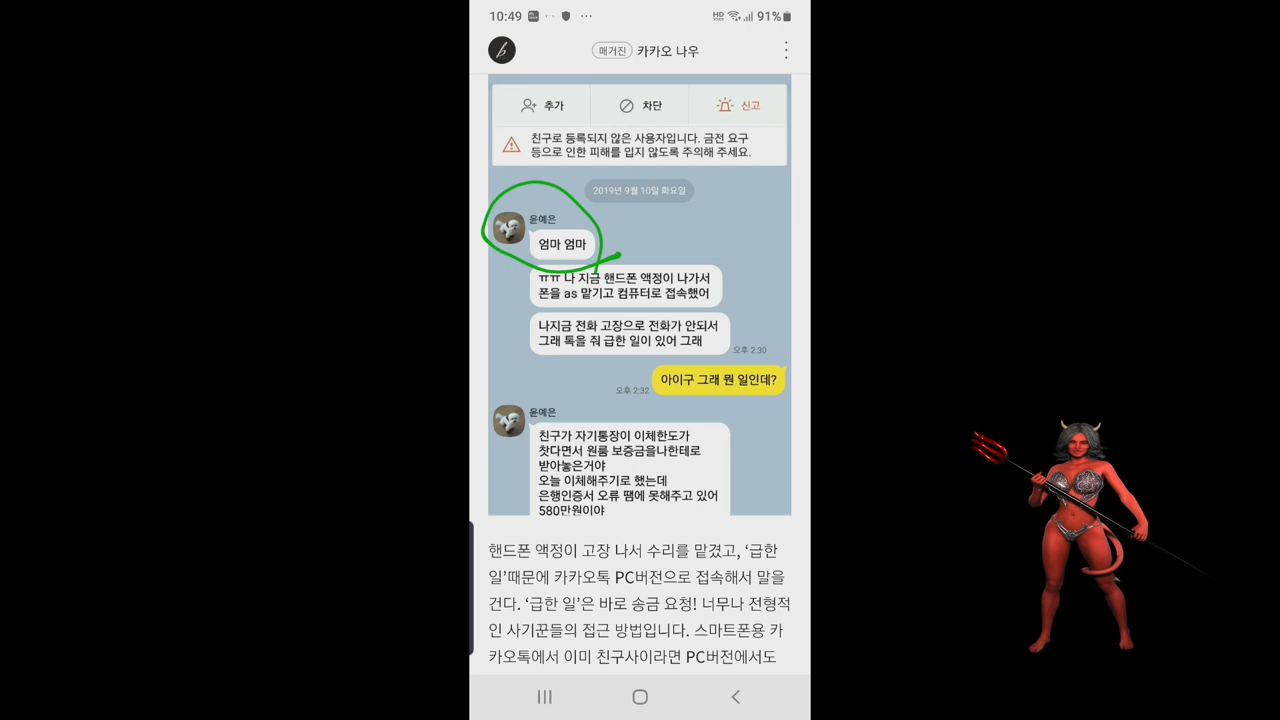 10:49
HD VOICE 91%
매거진 카카오 나우
추가 차단 신고
친구로 등록되지 않은 사용자입니다. 금전 요구
등으로 인한 피해를 입지 않도록 주의해 주세요.
2019년 9월 10일 화요일
윤예은
엄마 엄마
ㅠㅠ 나 지금 핸드폰 액정이 나가서
폰을 as 맡기고 컴퓨터로 접속했어
나지금 전화 고장으로 전화가 안되서
그래 톡을 줘 급한 일이 있어 그래
오후 2:30
아이구 그래 뭔 일인데?
오후 2:32
윤예은
친구가 자기통장이 이체한도가
찻다면서 원룸 보증금을나한테로
받아놓은거야
오늘 이체해주기로 했는데
은행인증서 오류 땜에 못해주고 있어
580만원이야
핸드폰 액정이 고장 나서 수리를 맡겼고, ‘급한
일’때문에 카카오톡 PC버전으로 접속해서 말을
건다. ‘급한 일’은 바로 송금 요청! 너무나 전형적
인 사기꾼들의 접근 방법입니다. 스마트폰용 카
카오톡에서 이미 친구사이라면 PC버전에서도